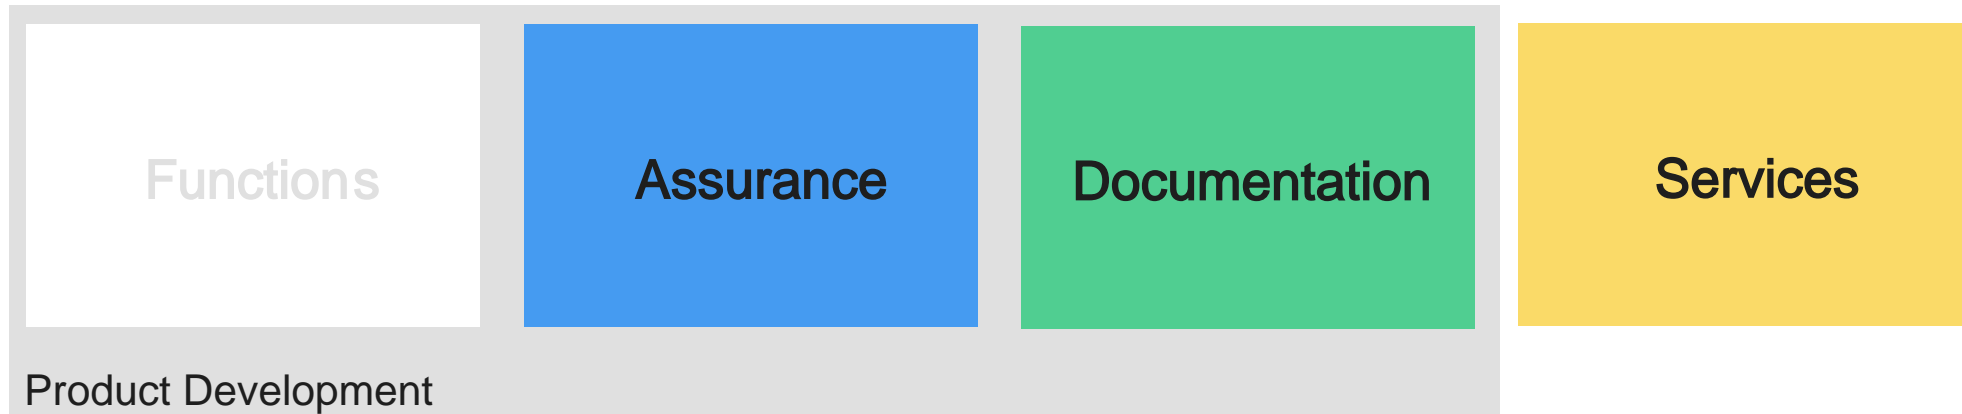 Functions
Assurance
Documentation
Services
Product Development